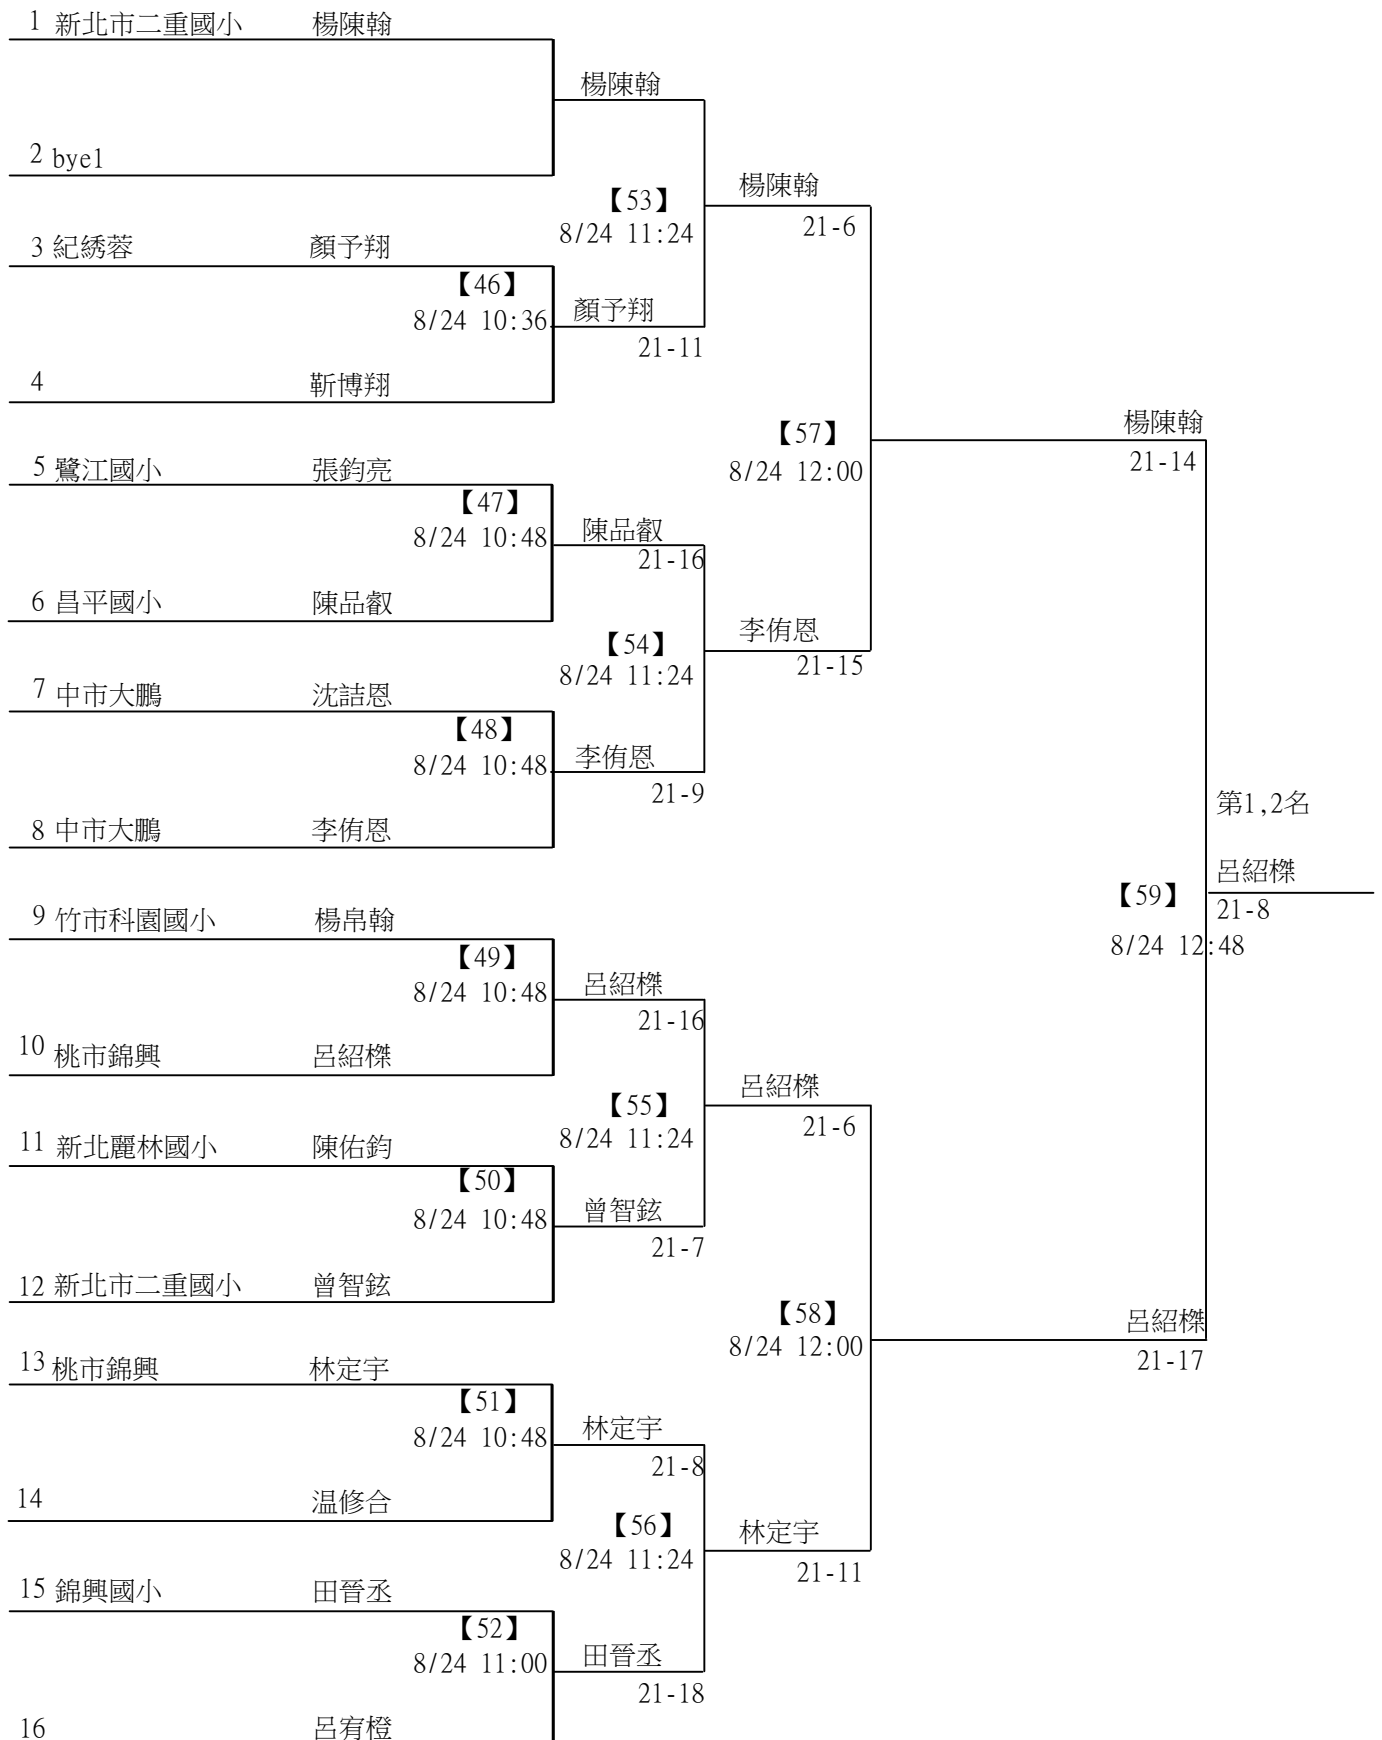 1 新北市二重國小 楊陳翰
楊陳翰
2 bye1
【53】
8/24 11:24
楊陳翰
21-6
3 紀綉蓉 顏予翔
【46】
8/24 10:36
顏予翔
21-11
4 靳博翔
【57】
8/24 12:00
楊陳翰
21-14
5 鷺江國小 張鈞亮
【47】
8/24 10:48
陳品叡
21-16
6 昌平國小 陳品叡
【54】
8/24 11:24
李侑恩
21-15
7 中市大鵬 沈詰恩
【48】
8/24 10:48
李侑恩
21-9
8 中市大鵬 李侑恩
第1,2名
【59】
8/24 12:48
呂紹櫸
21-8
9 竹市科園國小 楊帛翰
【49】
8/24 10:48
呂紹櫸
21-16
10 桃市錦興 呂紹櫸
【55】
8/24 11:24
呂紹櫸
21-6
11 新北麗林國小 陳佑鈞
【50】
8/24 10:48
曾智鉉
21-7
12 新北市二重國小 曾智鉉
【58】
8/24 12:00
呂紹櫸
21-17
13 桃市錦興 林定宇
【51】
8/24 10:48
林定宇
21-8
14 温修合
【56】
8/24 11:24
林定宇
21-11
15 錦興國小 田晉丞
【52】
8/24 11:00
田晉丞
21-18
16 呂宥橙